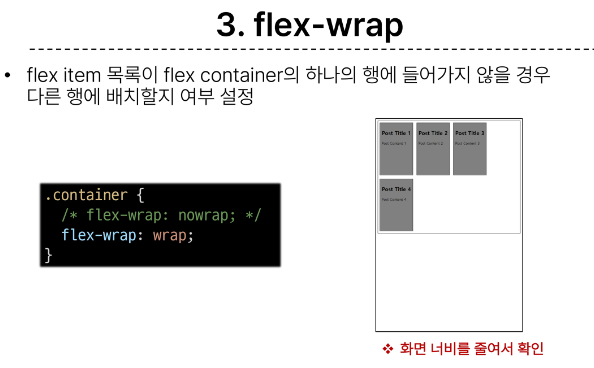 3. flex-wrap
• flex item 목록이 flex container의 하나의 행에 들어가지 않을 경우
다른 행에 배치할지 여부 설정
.container {
/* flex-wrap: nowrap; */
flex-wrap: wrap;
}
Post Title 1 Post Title 2 Post Title 3
Post Content 1 Post Content 2 Post Content 3
Post Title 4
Post Content 4
❖ 화면 너비를 줄여서 확인